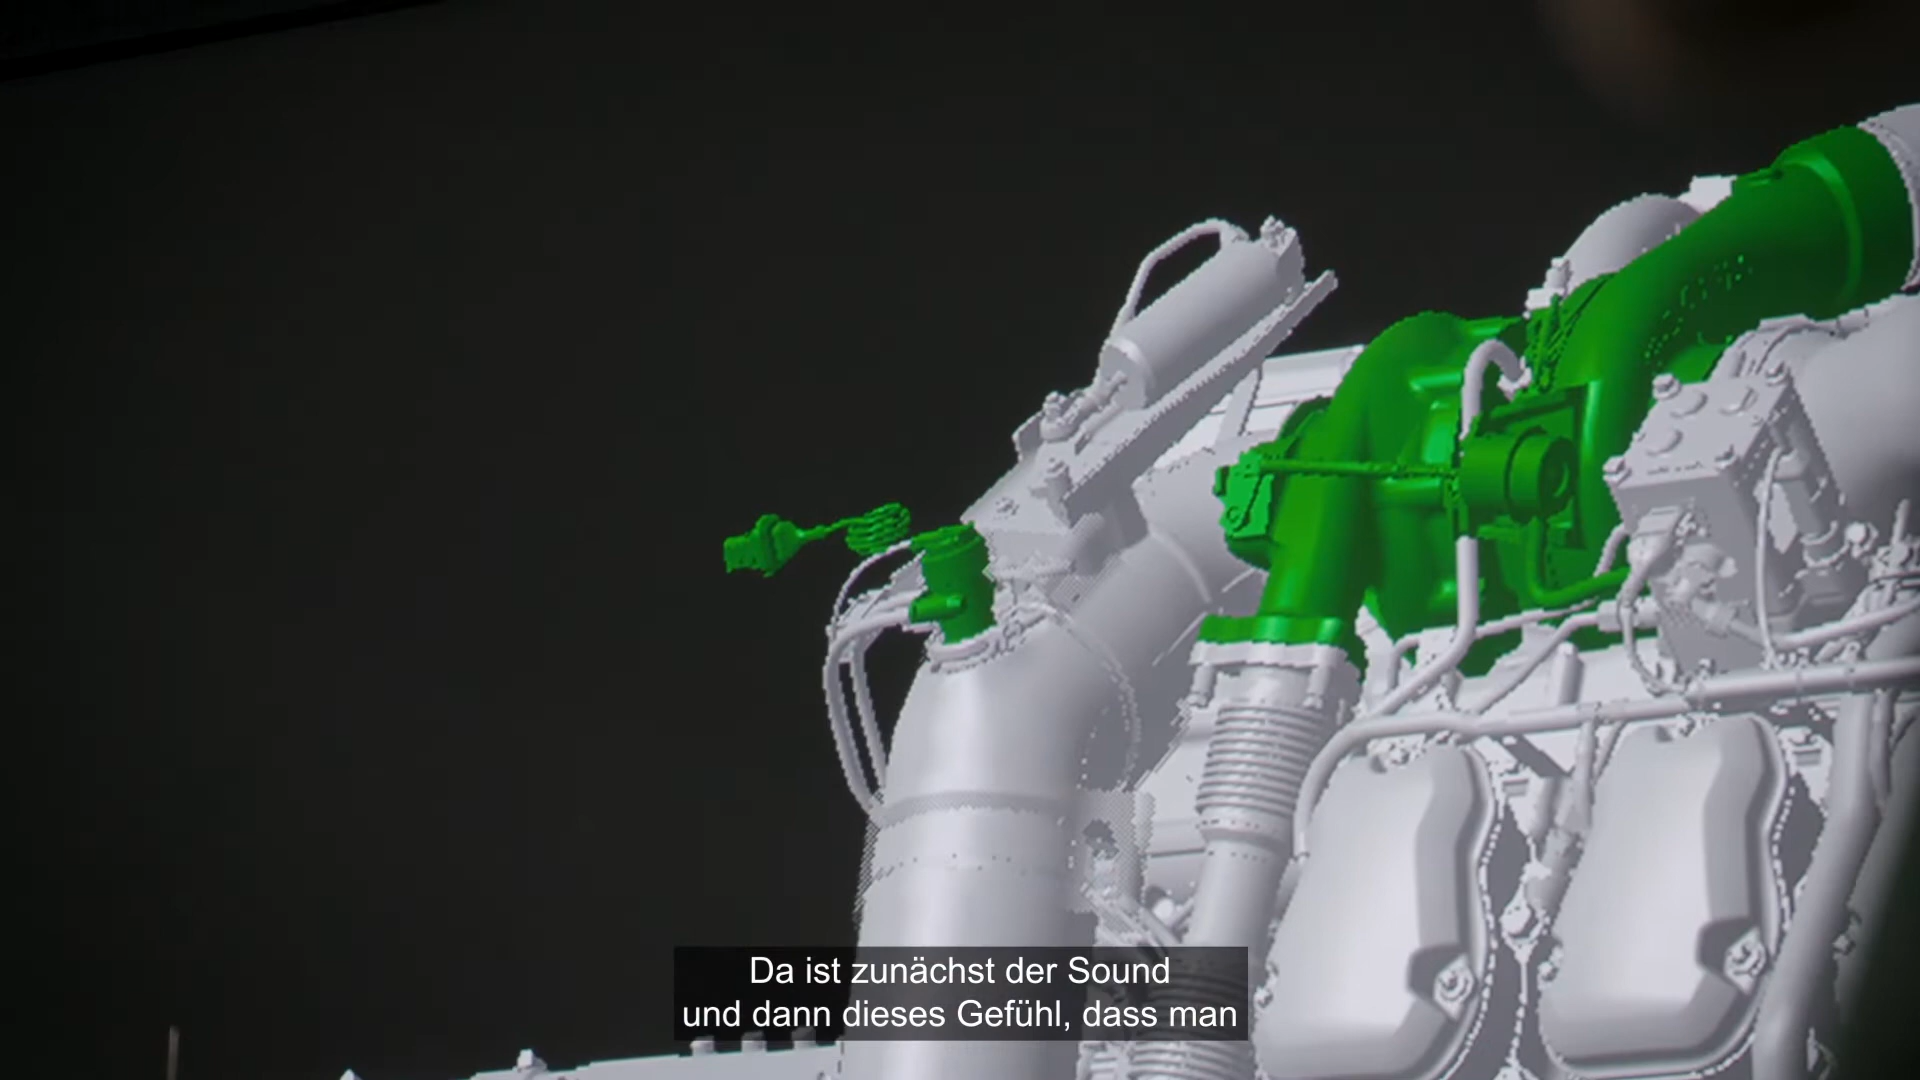 Da ist zunächst der Sound
und dann dieses Gefühl, dass man